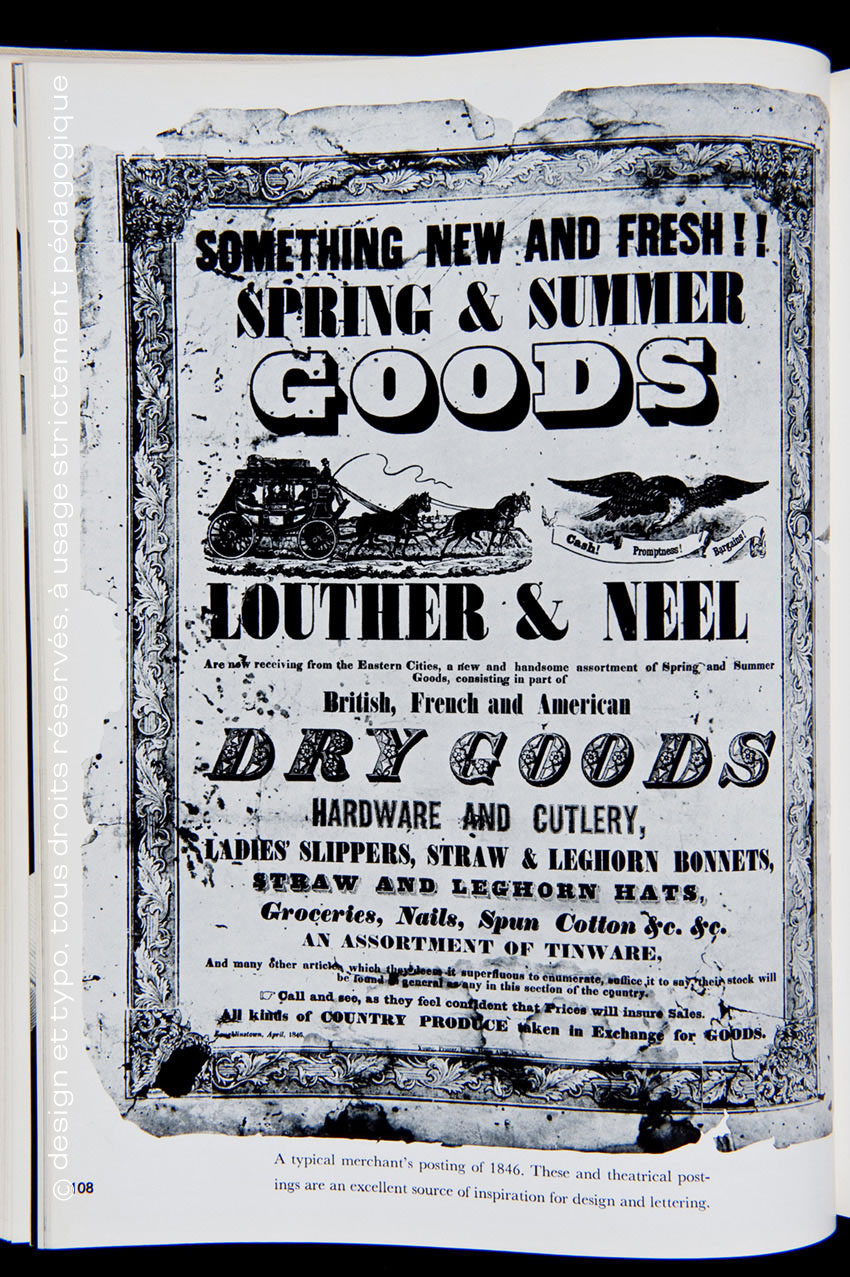 SOMETHING NEW AND FRESH!!
SPRING & SUMMER
GOODS
Cash! Promptness! Bargains!
LOUTHER & NEEL
Are now receiving from the Eastern Cities, a new and handsome assortment of Spring and Summer
Goods, consisting in part of
British, French and American
DRY GOODS
HARDWARE AND CUTLERY,
LADIES' SLIPPERS, STRAW & LEGHORN BONNETS,
STRAW AND LEGHORN HATS,
Groceries, Nails, Spun Cotton &c. &c.
AN ASSORTMENT OF TINWARE,
And many other articles, which they deem it superfluous to enumerate, suffice it to say, their stock will
be found as general as any in this section of the country.
☞ Call and see, as they feel confident that Prices will insure Sales.
All kinds of COUNTRY PRODUCE taken in Exchange for GOODS.
April, 1846.
A typical merchant's posting of 1846. These and theatrical post-
ings are an excellent source of inspiration for design and lettering.
108
© design et typo, tous droits réservés, à usage strictement pédagogique